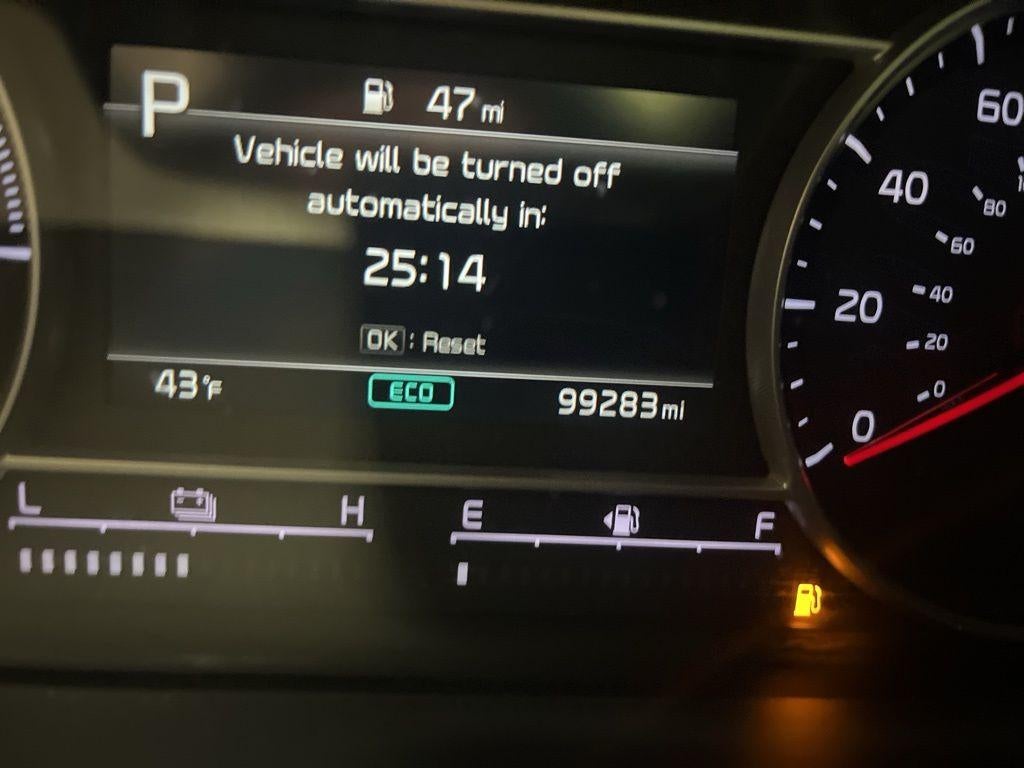 P
47 mi
Vehicle will be turned off
automatically in:
25:14
OK : Reset
43°F
ECO
99283 mi
L
H
E
F
60
40
20
0
80
60
40
20
0